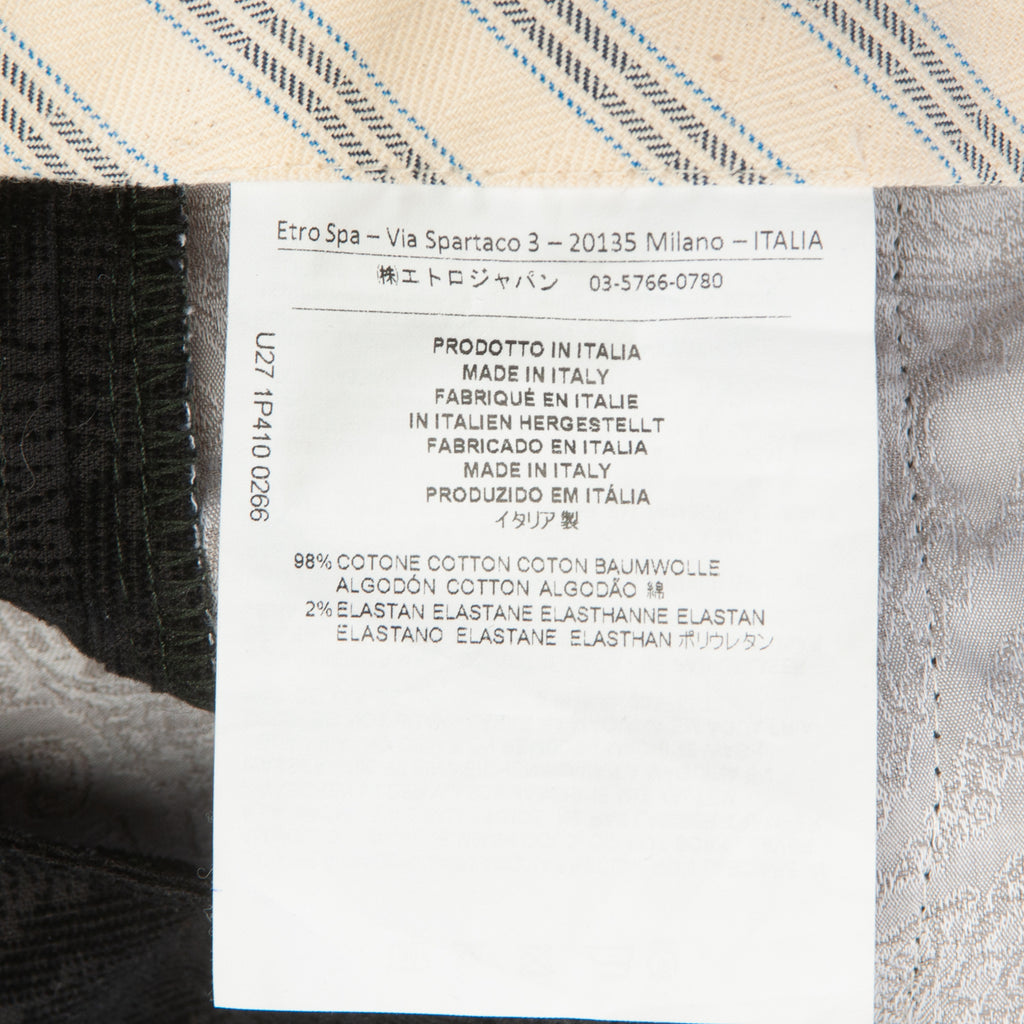 Etro Spa – Via Spartaco 3 – 20135 Milano – ITALIA
㈱エトロジャパン 03-5766-0780
U27 1P410 0266
PRODOTTO IN ITALIA
MADE IN ITALY
FABRIQUÉ EN ITALIE
IN ITALIEN HERGESTELLT
FABRICADO EN ITALIA
MADE IN ITALY
PRODUZIDO EM ITÁLIA
イタリア製
98% COTONE COTTON COTON BAUMWOLLE
ALGODÓN COTTON ALGODÃO 綿
2% ELASTAN ELASTANE ELASTHANNE ELASTAN
ELASTANO ELASTANE ELASTHAN ポリウレタン